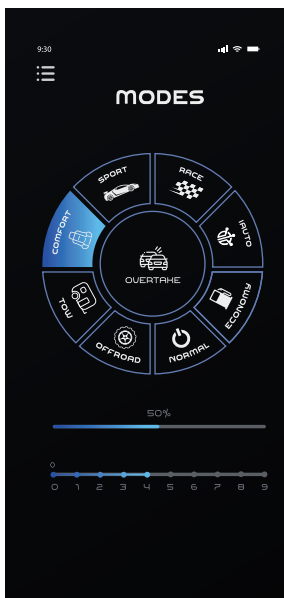 9:30
MODES
SPORT
RACE
COMFORT
IAUTO
OVERTAKE
TOW
ECONOMY
OFFROAD
NORMAL
50%
0
0 1 2 3 4 5 6 7 8 9